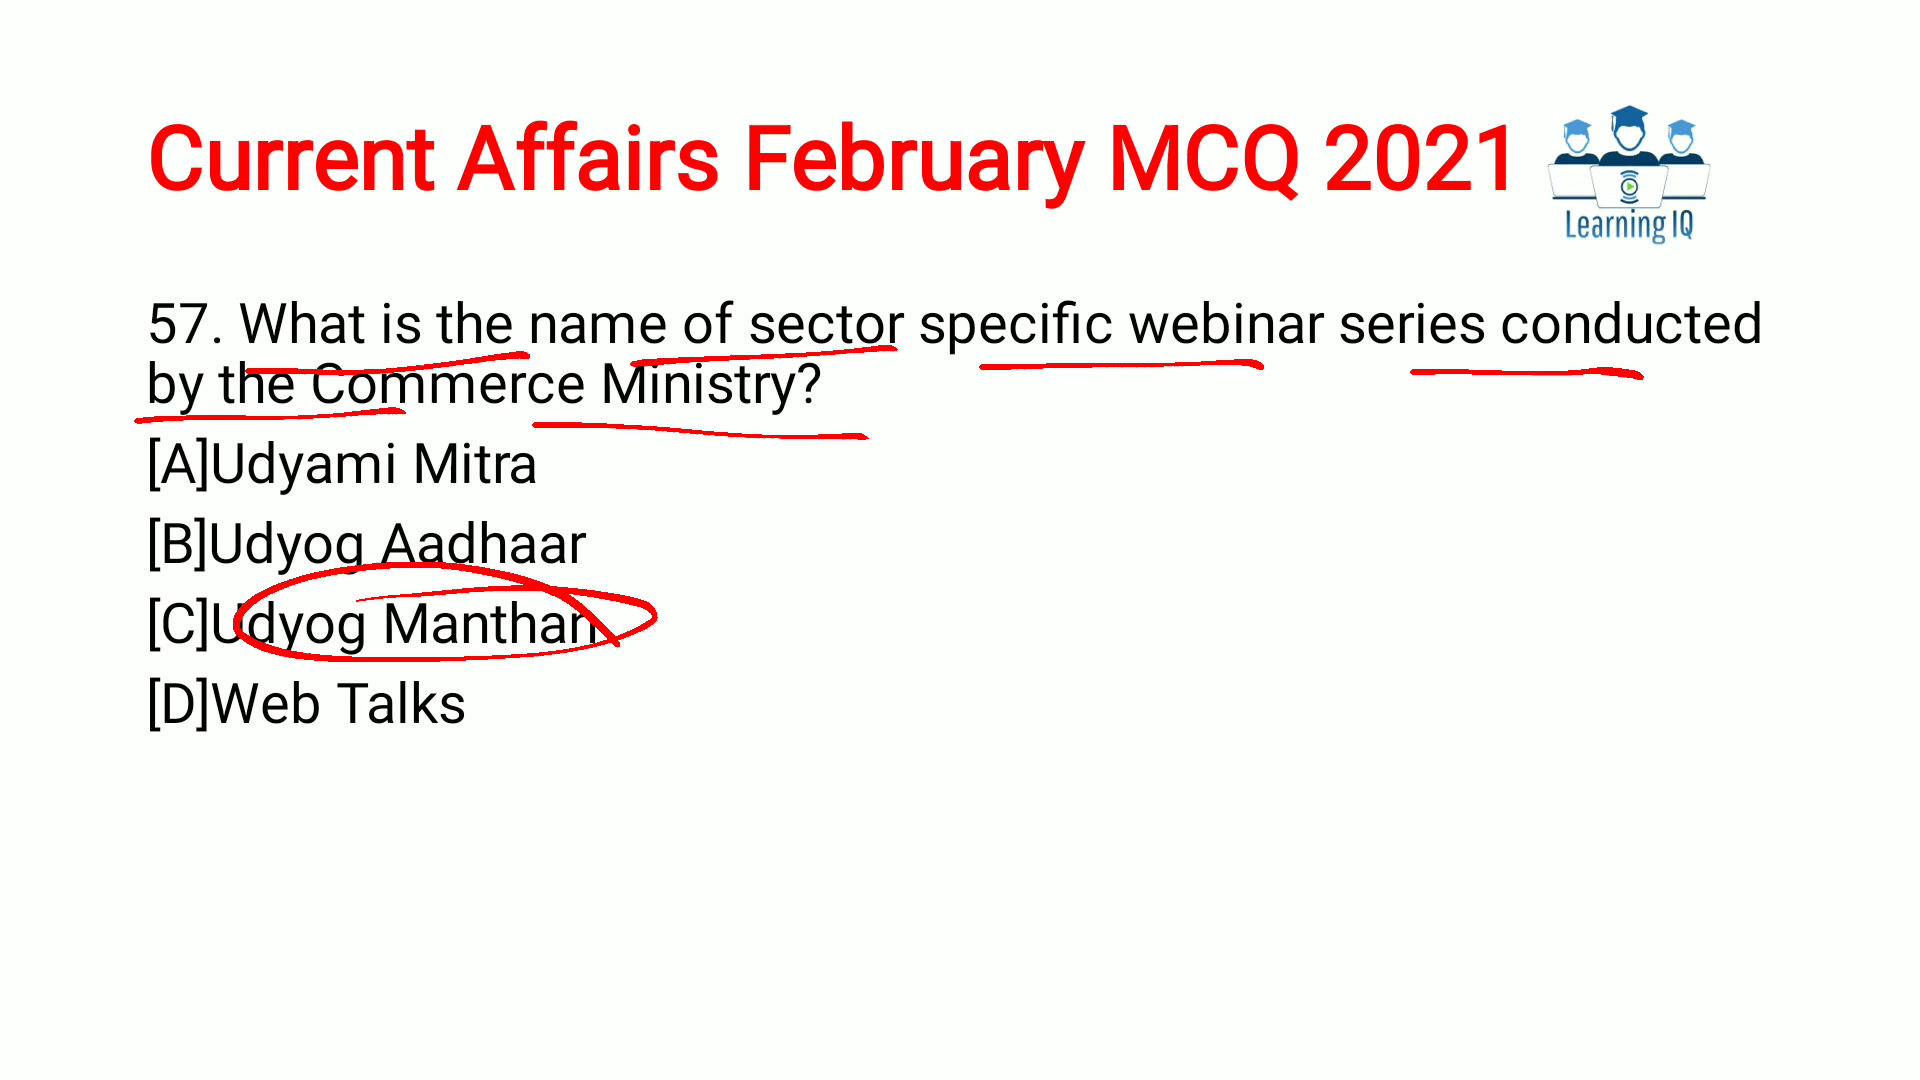 Current Affairs February MCQ 2021
Learning IQ
57. What is the name of sector specific webinar series conducted
by the Commerce Ministry?
[A]Udyami Mitra
[B]Udyog Aadhaar
[C]Udyog Manthan
[D]Web Talks